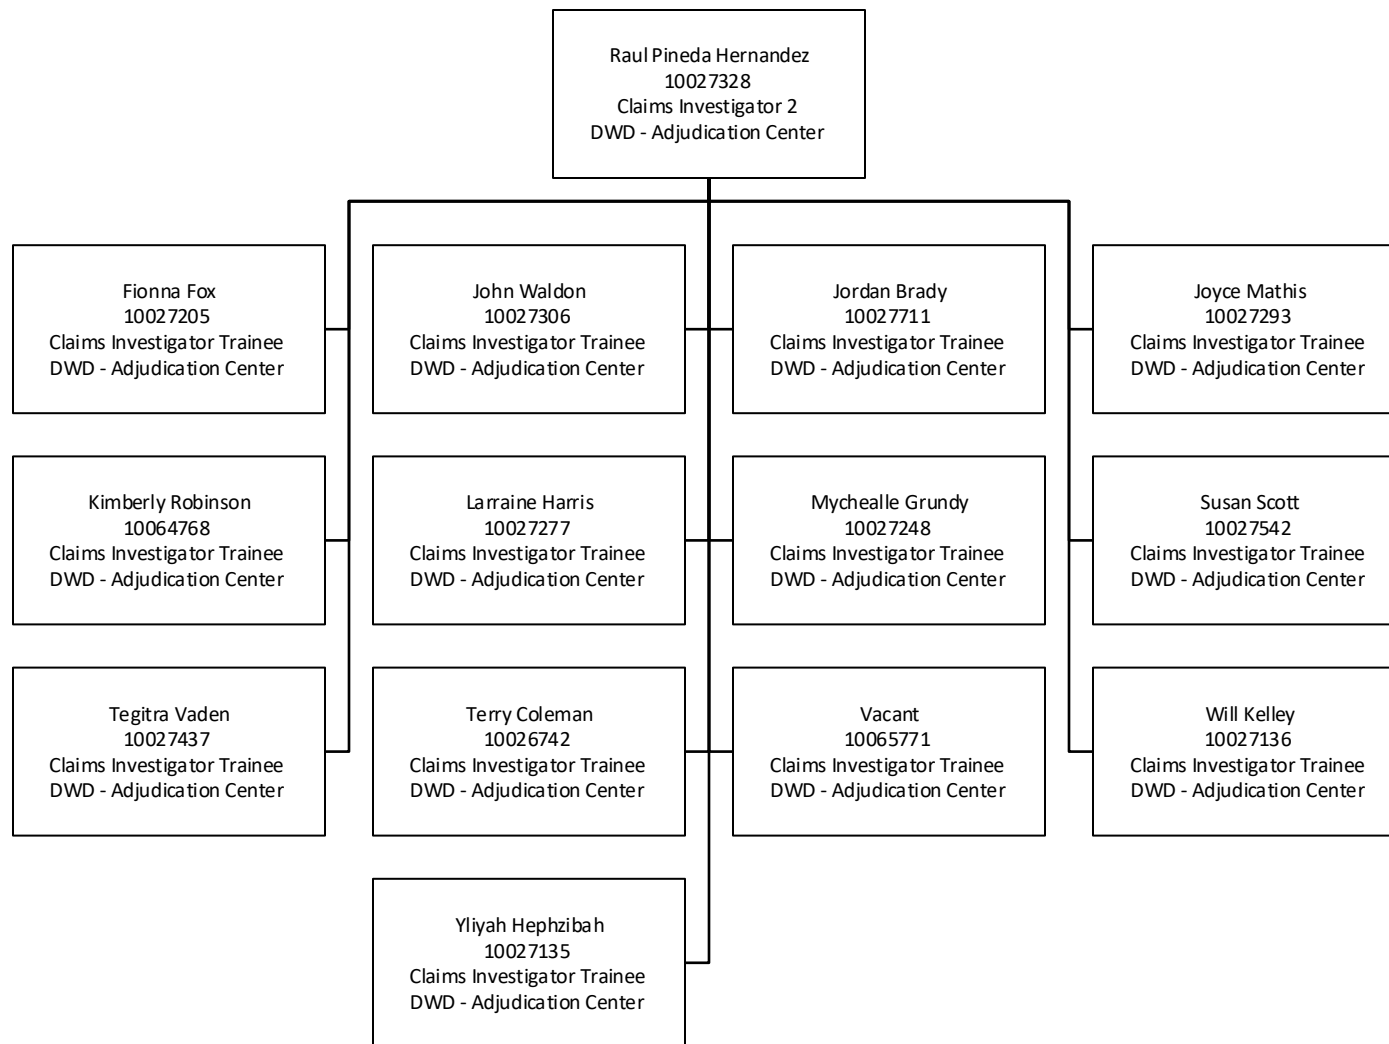 Raul Pineda Hernandez
10027328
Claims Investigator 2
DWD - Adjudication Center
Fionna Fox
10027205
Claims Investigator Trainee
DWD - Adjudication Center
John Waldon
10027306
Claims Investigator Trainee
DWD - Adjudication Center
Jordan Brady
10027711
Claims Investigator Trainee
DWD - Adjudication Center
Joyce Mathis
10027293
Claims Investigator Trainee
DWD - Adjudication Center
Kimberly Robinson
10064768
Claims Investigator Trainee
DWD - Adjudication Center
Larraine Harris
10027277
Claims Investigator Trainee
DWD - Adjudication Center
Mychealle Grundy
10027248
Claims Investigator Trainee
DWD - Adjudication Center
Susan Scott
10027542
Claims Investigator Trainee
DWD - Adjudication Center
Tegitra Vaden
10027437
Claims Investigator Trainee
DWD - Adjudication Center
Terry Coleman
10026742
Claims Investigator Trainee
DWD - Adjudication Center
Vacant
10065771
Claims Investigator Trainee
DWD - Adjudication Center
Will Kelley
10027136
Claims Investigator Trainee
DWD - Adjudication Center
Yliyah Hephzibah
10027135
Claims Investigator Trainee
DWD - Adjudication Center